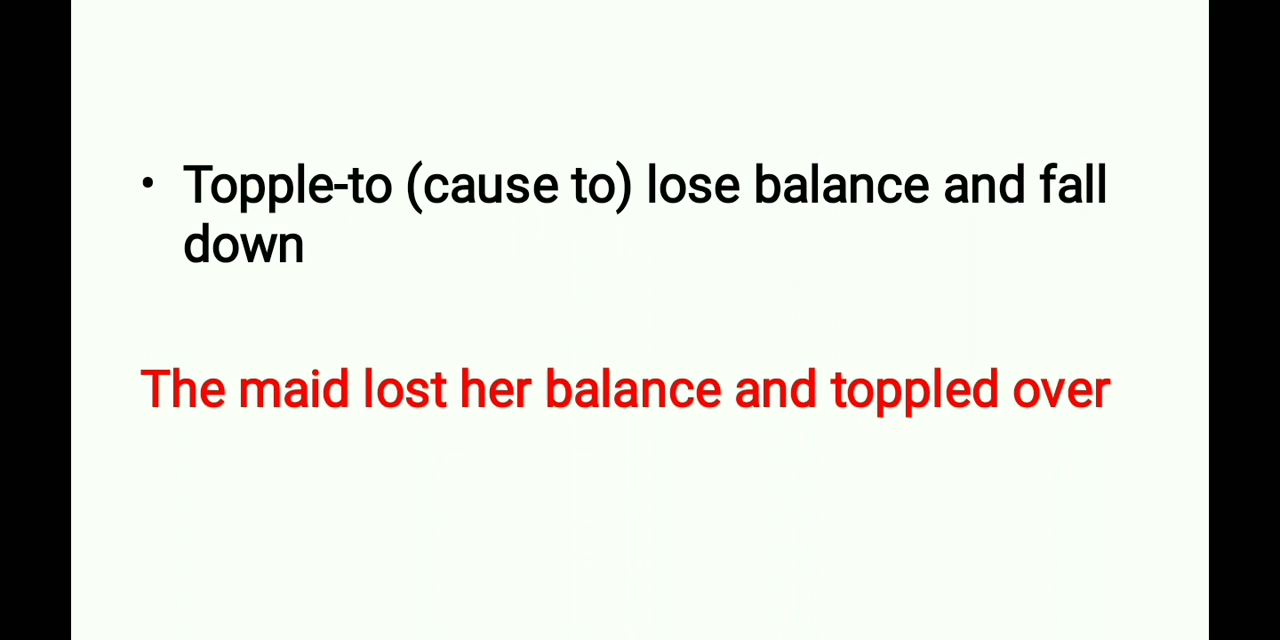 • Topple-to (cause to) lose balance and fall
down
The maid lost her balance and toppled over